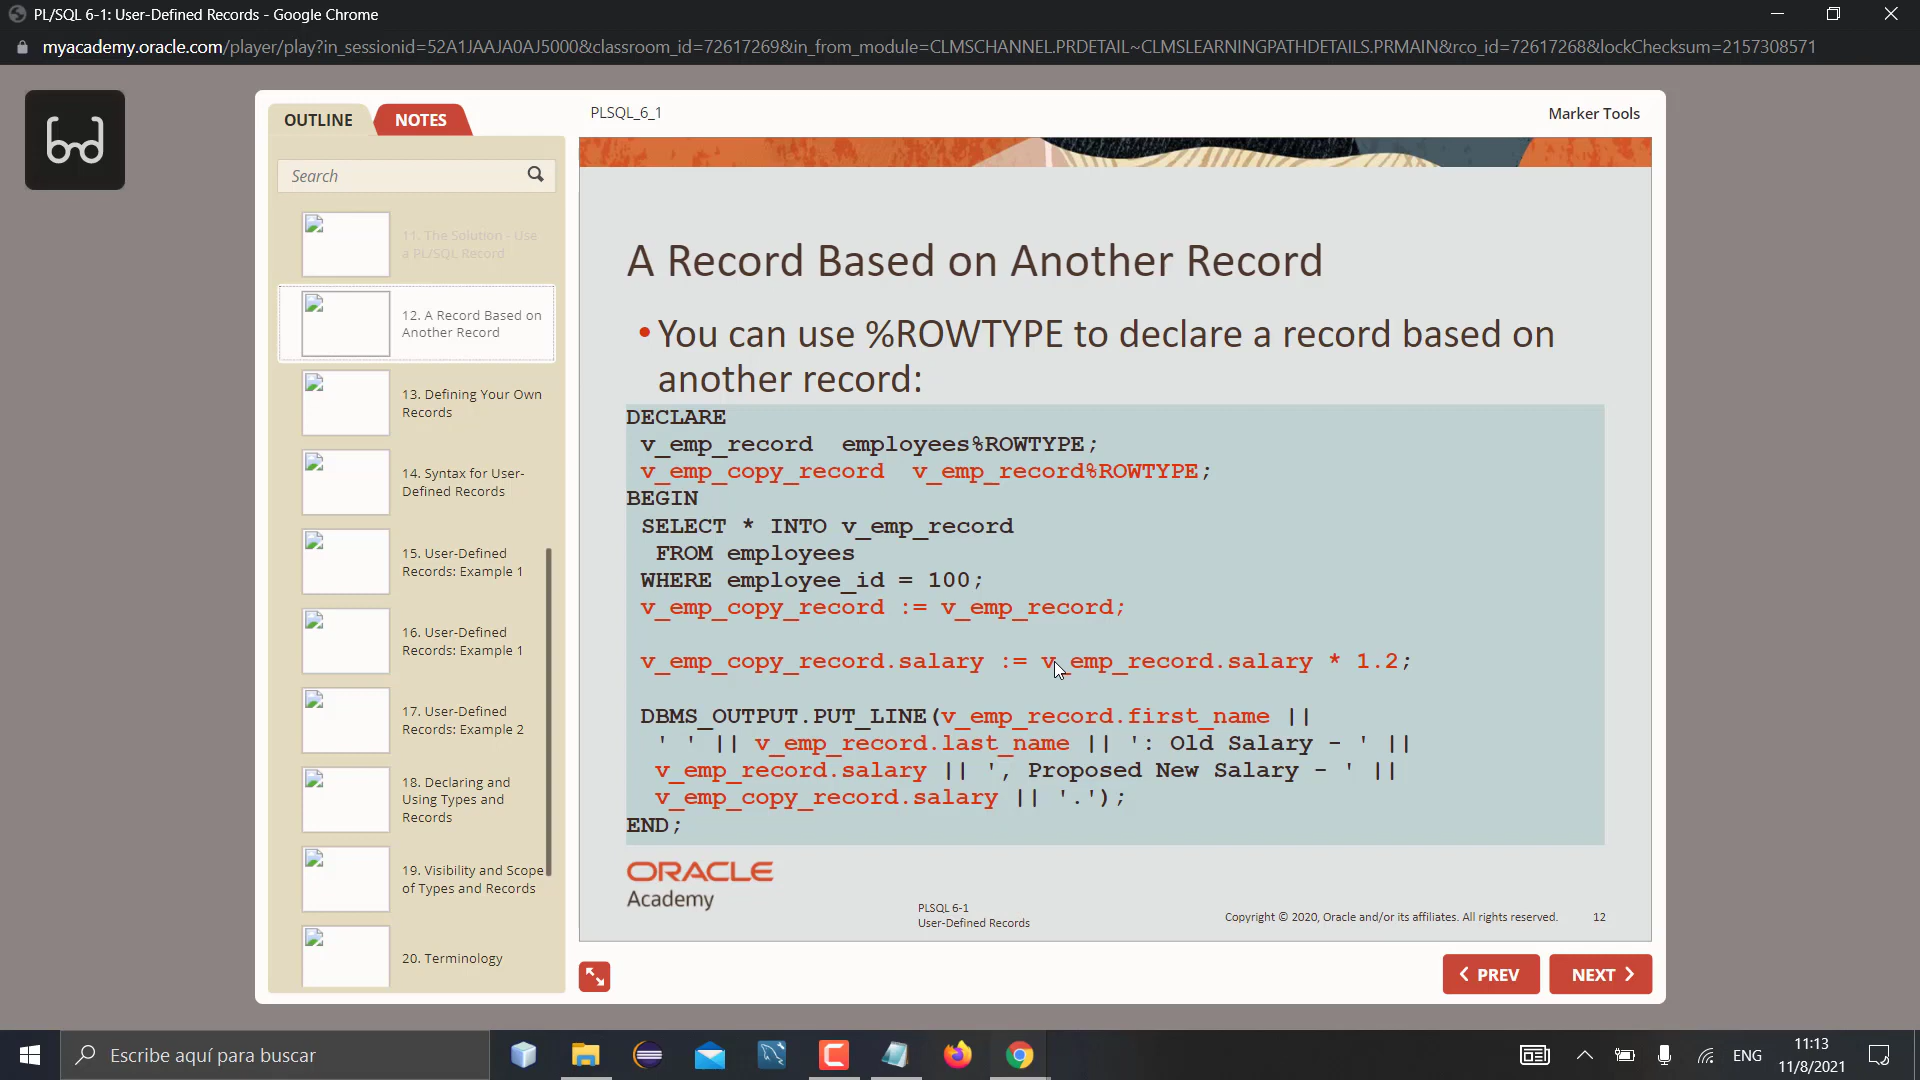 PL/SQL 6-1: User-Defined Records - Google Chrome
myacademy.oracle.com/player/play?in_sessionid=52A1JAAJA0AJ5000&classroom_id=72617269&in_from_module=CLMSCHANNEL.PRDETAIL~CLMSLEARNINGPATHDETAILS.PRMAIN&rco_id=72617268&lockChecksum=2157308571
OUTLINE
NOTES
Search
11. The Solution - Use
a PL/SQL Record
12. A Record Based on
Another Record
13. Defining Your Own
Records
14. Syntax for User-
Defined Records
15. User-Defined
Records: Example 1
16. User-Defined
Records: Example 1
17. User-Defined
Records: Example 2
18. Declaring and
Using Types and
Records
19. Visibility and Scope
of Types and Records
20. Terminology
PLSQL_6_1
Marker Tools
A Record Based on Another Record
•You can use %ROWTYPE to declare a record based on
another record:
DECLARE
v_emp_record employees%ROWTYPE;
v_emp_copy_record v_emp_record%ROWTYPE;
BEGIN
SELECT * INTO v_emp_record
FROM employees
WHERE employee_id = 100;
v_emp_copy_record := v_emp_record;
v_emp_copy_record.salary := v_emp_record.salary * 1.2;
DBMS_OUTPUT.PUT_LINE(v_emp_record.first_name ||
' ' || v_emp_record.last_name || ': Old Salary - ' ||
v_emp_record.salary || ', Proposed New Salary - ' ||
v_emp_copy_record.salary || '.');
END;
ORACLE
Academy
PLSQL 6-1
User-Defined Records
Copyright © 2020, Oracle and/or its affiliates. All rights reserved.
12
PREV
NEXT
Escribe aquí para buscar
ENG
11:13
11/8/2021